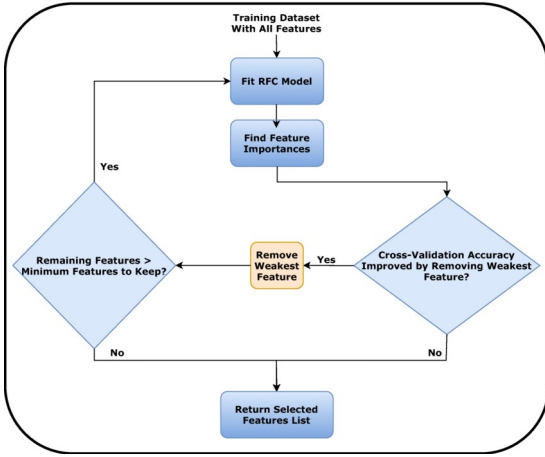 Training Dataset
With All Features
Fit RFC Model
Find Feature
Importances
Yes
Remaining Features >
Minimum Features to Keep?
Remove
Weakest
Feature
Yes
Cross-Validation Accuracy
Improved by Removing Weakest
Feature?
No
No
Return Selected
Features List